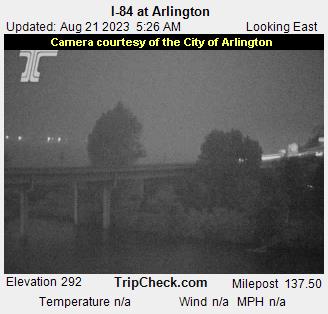 I-84 at Arlington
Updated: Aug 21 2023 5:26 AM Looking East
Camera courtesy of the City of Arlington
Elevation 292 TripCheck.com Milepost 137.50
Temperature n/a Wind n/a MPH n/a